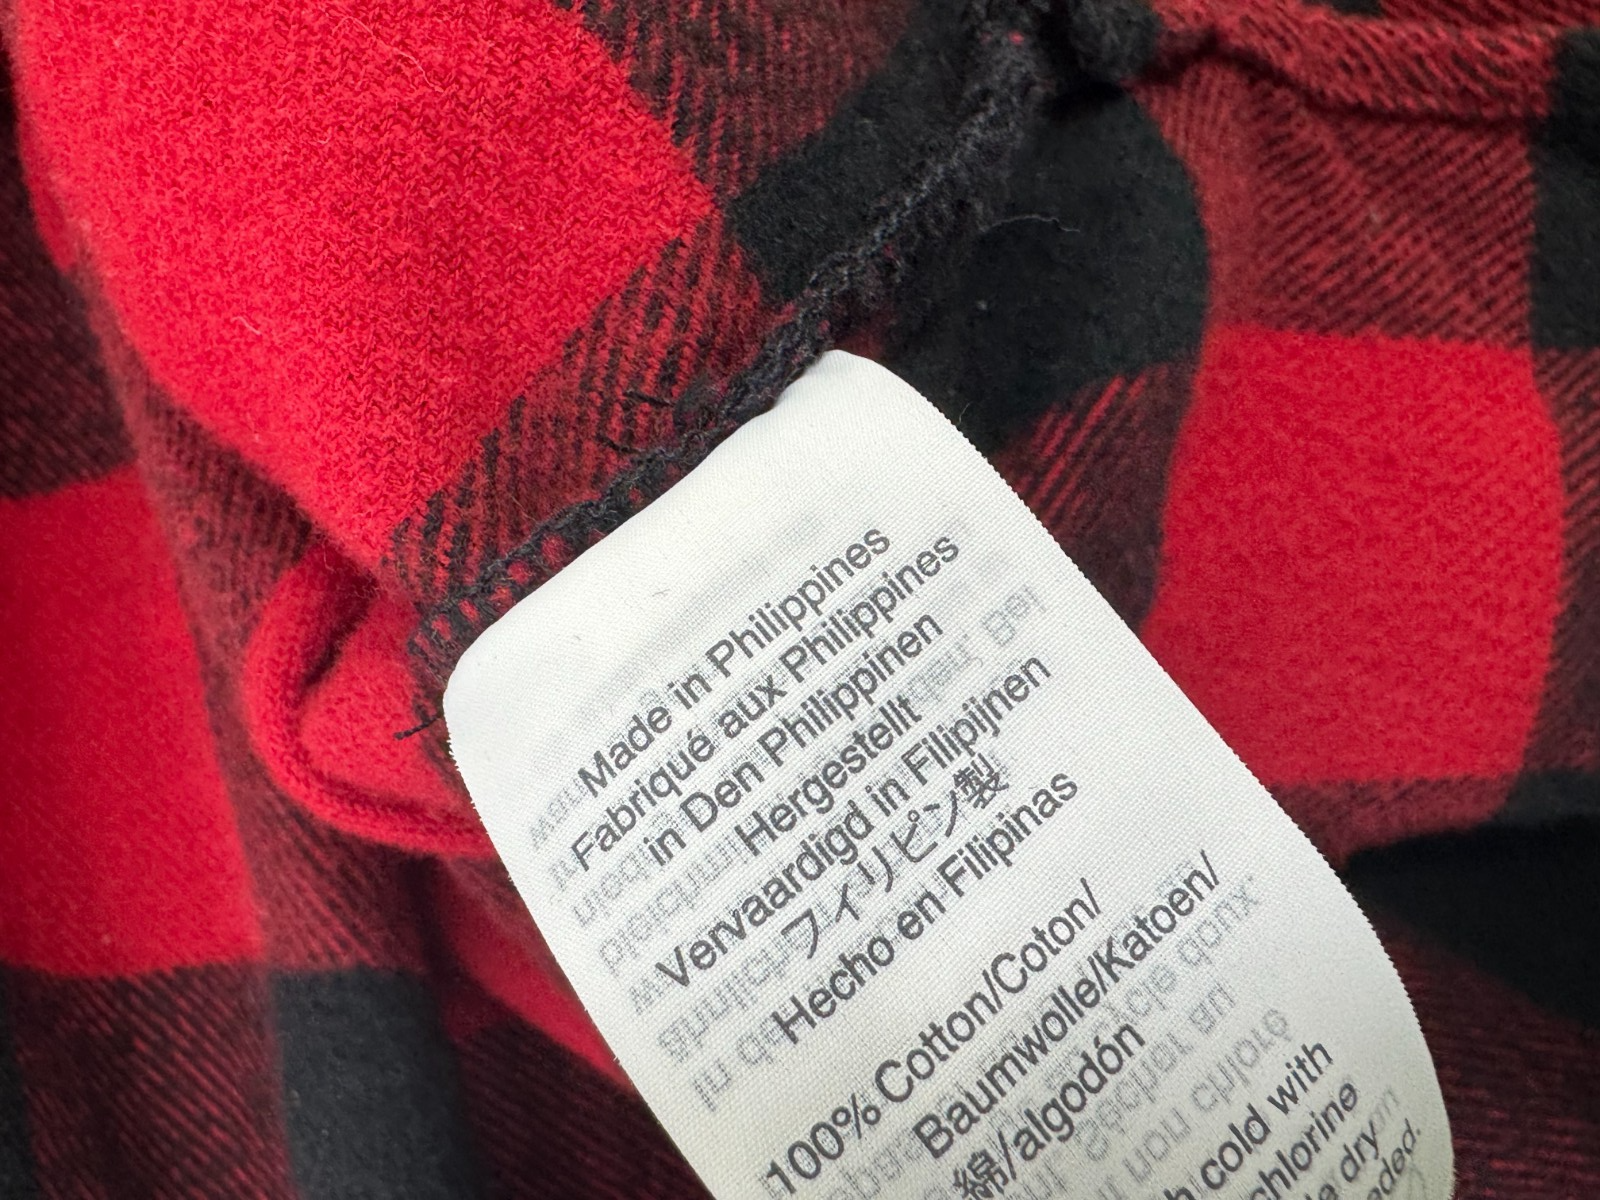 Made in Philippines
Fabriqué aux Philippines
in Den Philippinen
Hergestellt
Vervaardigd in Filipijnen
フィリピン製
Hecho en Filipinas
100% Cotton/Coton/
Baumwolle/Katoen/
綿/algodón
cold with
chlorine
dry